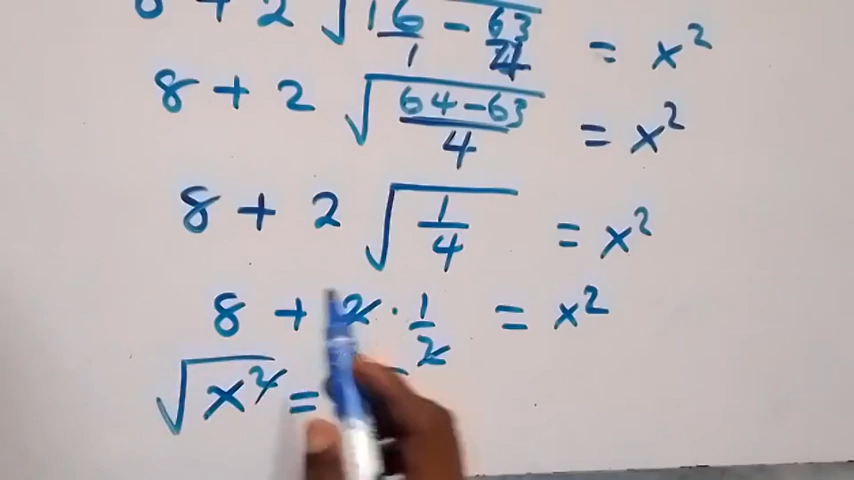 8 + 2 √(16/1 - 63/4) = x²
8 + 2 √((64-63)/4) = x²
8 + 2 √(1/4) = x²
8 + 2 · 1/2 = x²
√(x²) =